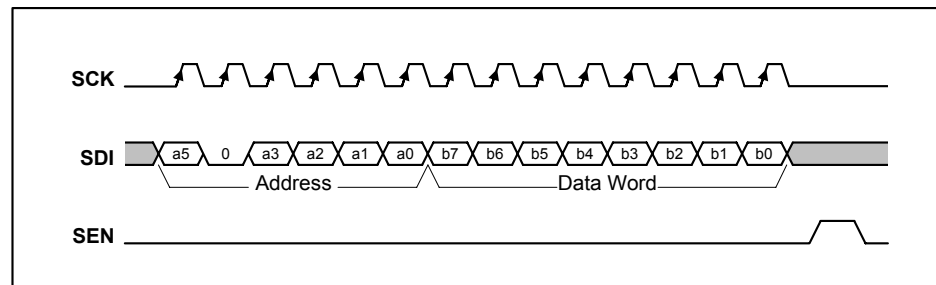 SCK
SDI a5 0 a3 a2 a1 a0 b7 b6 b5 b4 b3 b2 b1 b0
Address Data Word
SEN